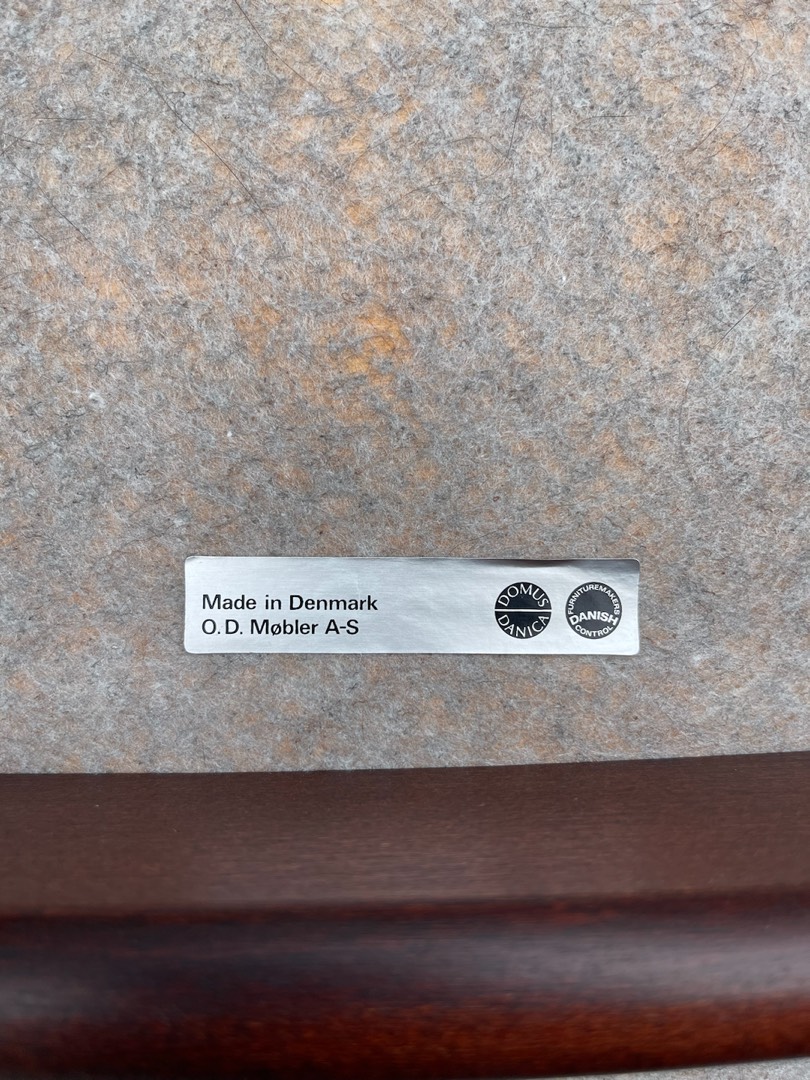 Made in Denmark
O.D. Møbler A-S
DOMUS
DANICA
FURNITUREMAKERS
DANISH
CONTROL